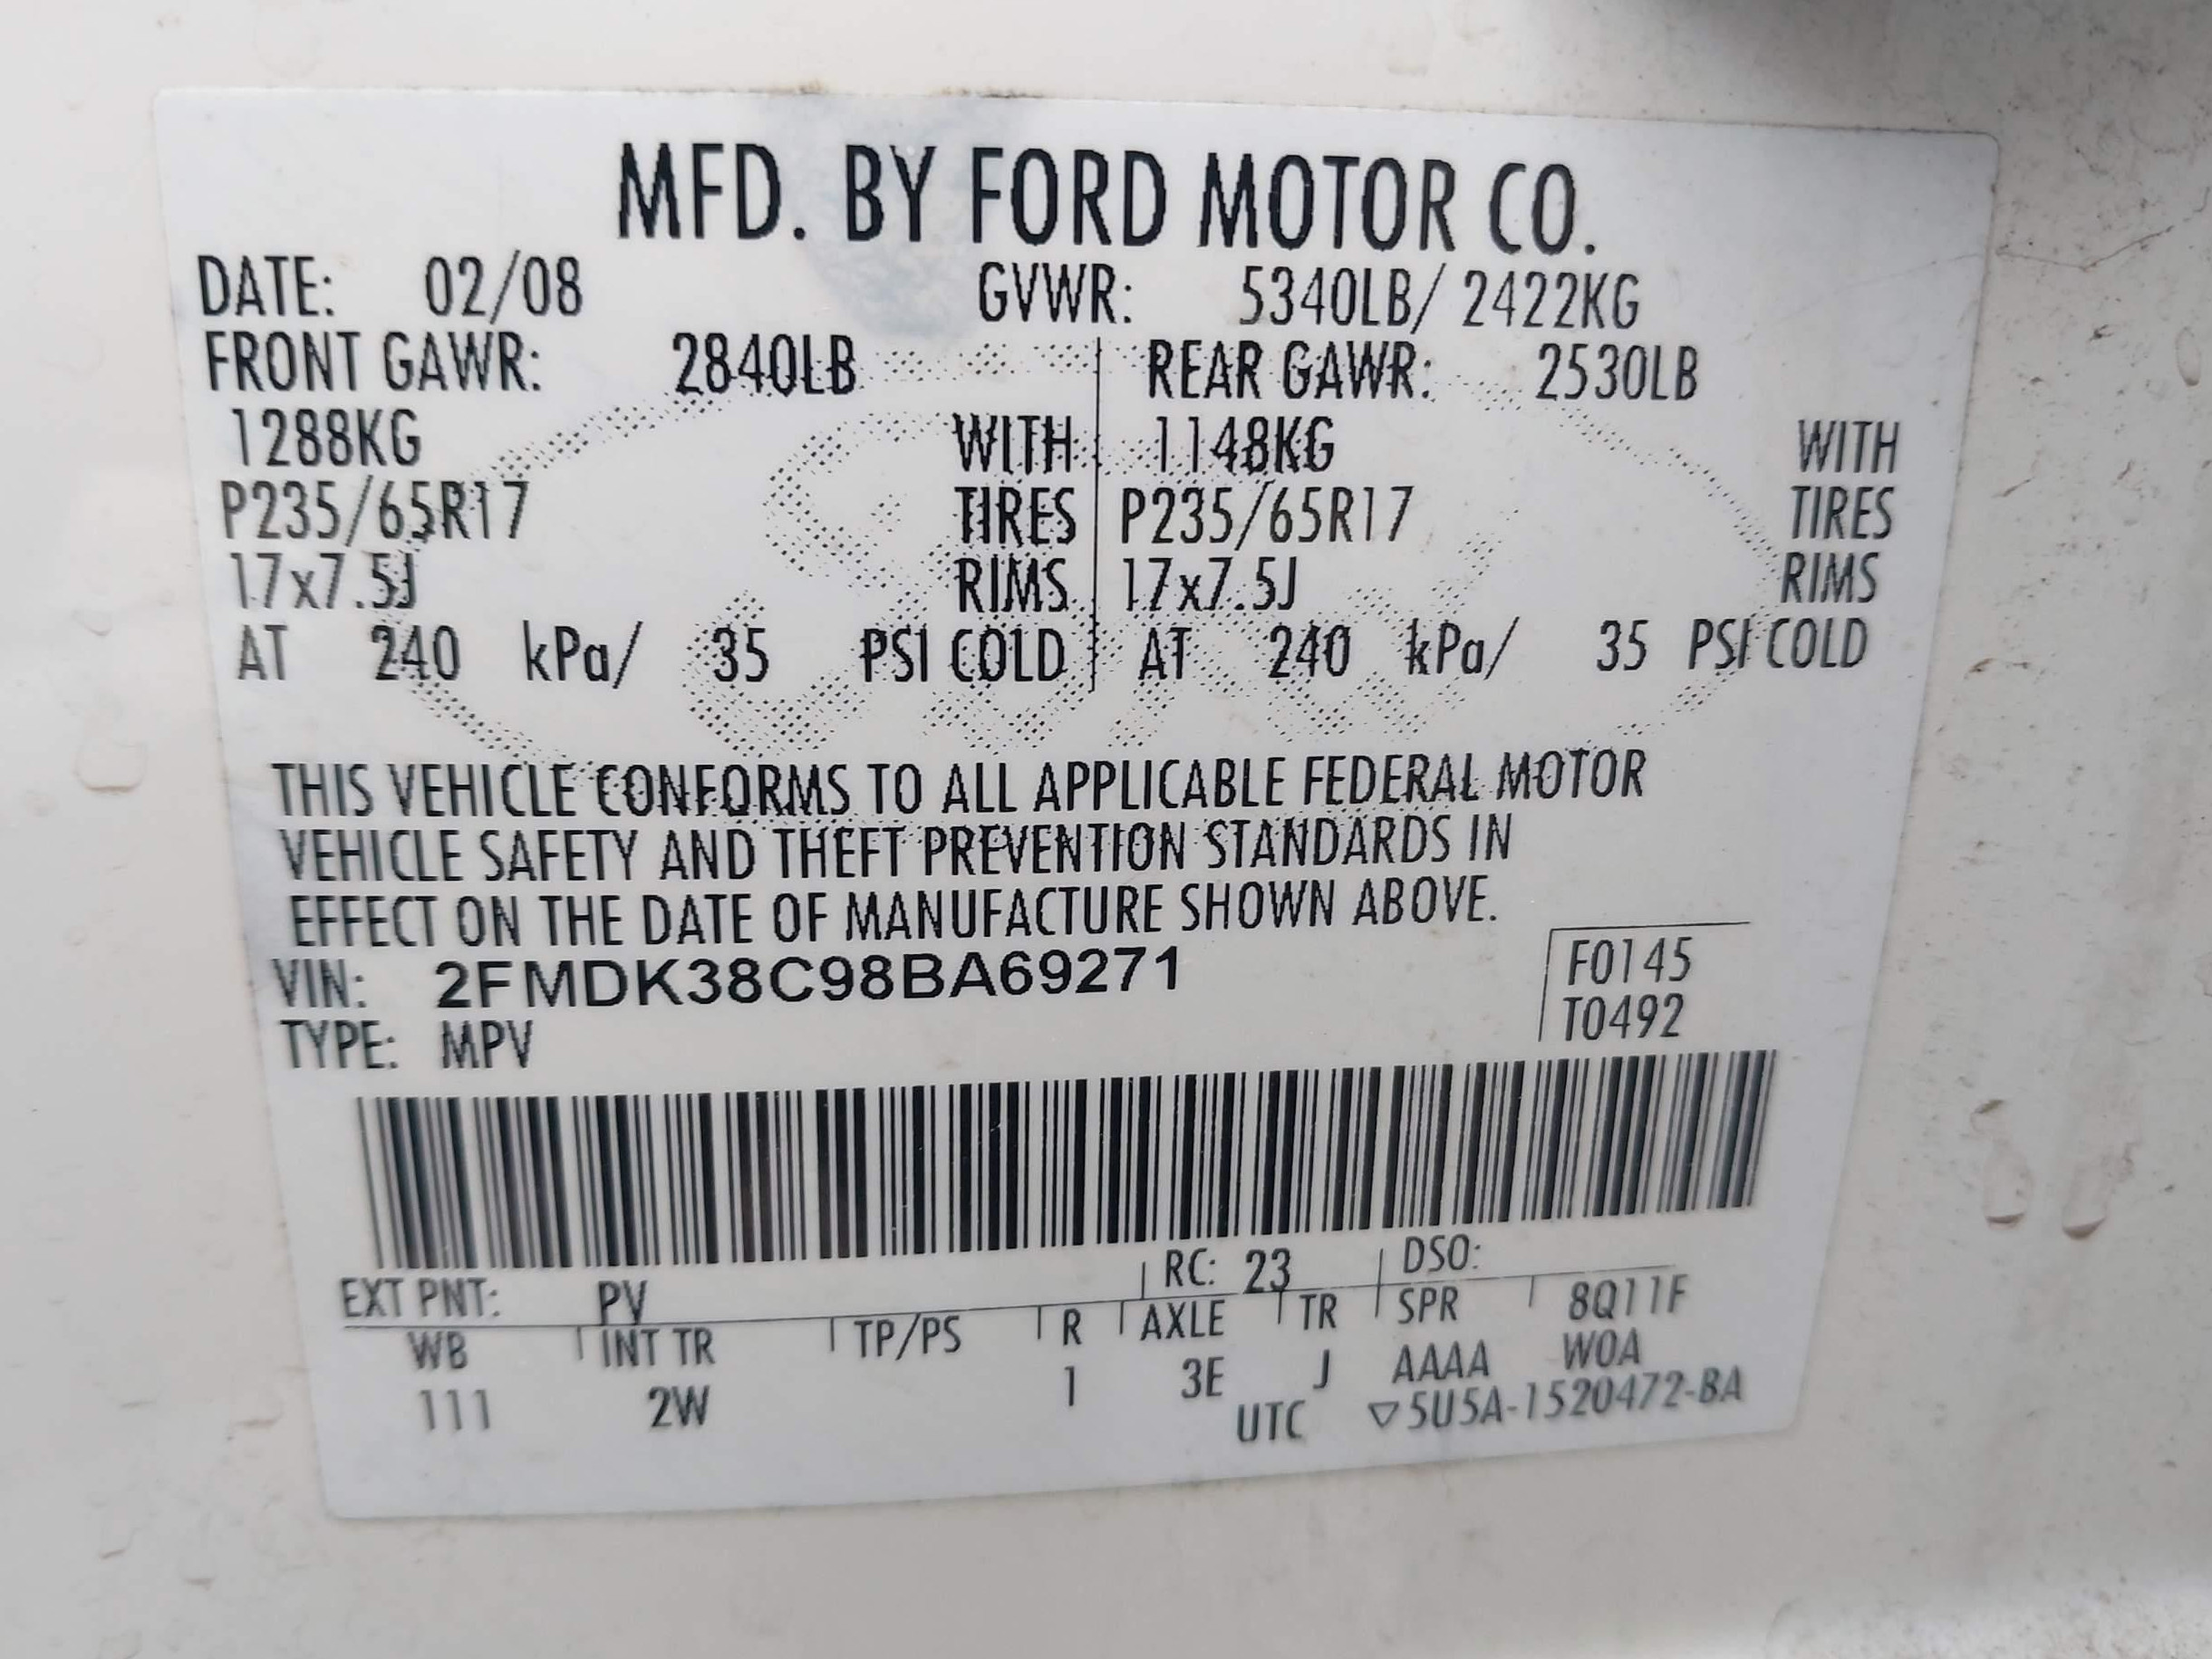 MFD. BY FORD MOTOR CO.
DATE: 02/08 GVWR: 5340LB/ 2422KG
FRONT GAWR: 2840LB REAR GAWR: 2530LB
1288KG WITH 1148KG WITH
P235/65R17 TIRES P235/65R17 TIRES
17x7.5J RIMS 17x7.5J RIMS
AT 240 kPa/ 35 PSI COLD AT 240 kPa/ 35 PSI COLD
THIS VEHICLE CONFORMS TO ALL APPLICABLE FEDERAL MOTOR
VEHICLE SAFETY AND THEFT PREVENTION STANDARDS IN
EFFECT ON THE DATE OF MANUFACTURE SHOWN ABOVE.
VIN: 2FMDK38C98BA69271 F0145
TYPE: MPV T0492
EXT PNT: PV RC: 23 DSO:
WB INT TR TP/PS R AXLE TR SPR 8Q11F
111 2W 1 3E J AAAA W0A
UTC ▽5U5A-1520472-BA